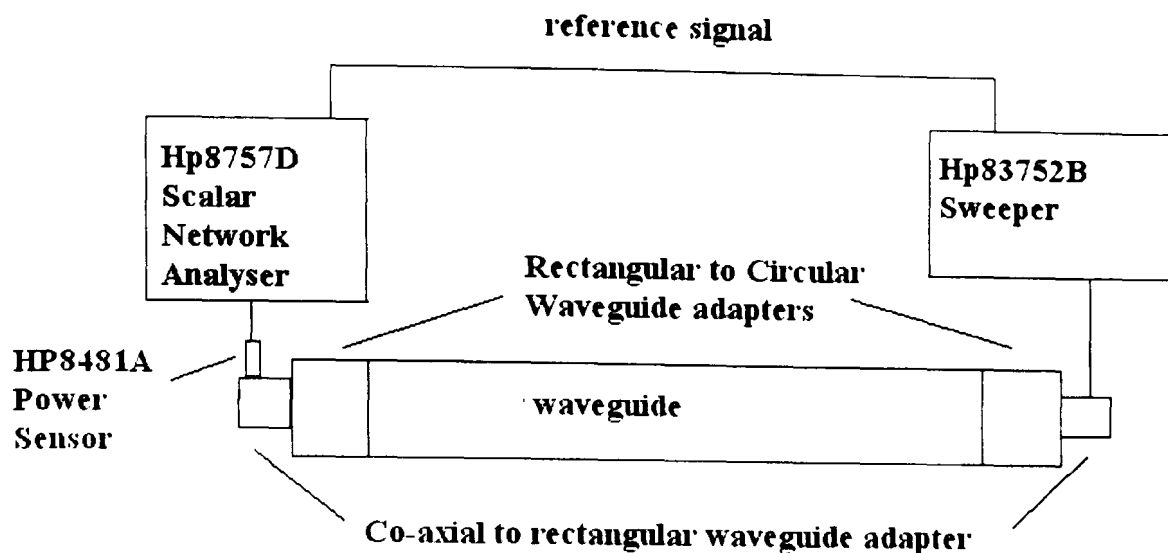 reference signal
Hp8757D
Scalar
Network
Analyser
Hp83752B
Sweeper
Rectangular to Circular
Waveguide adapters
HP8481A
Power
Sensor
waveguide
Co-axial to rectangular waveguide adapter